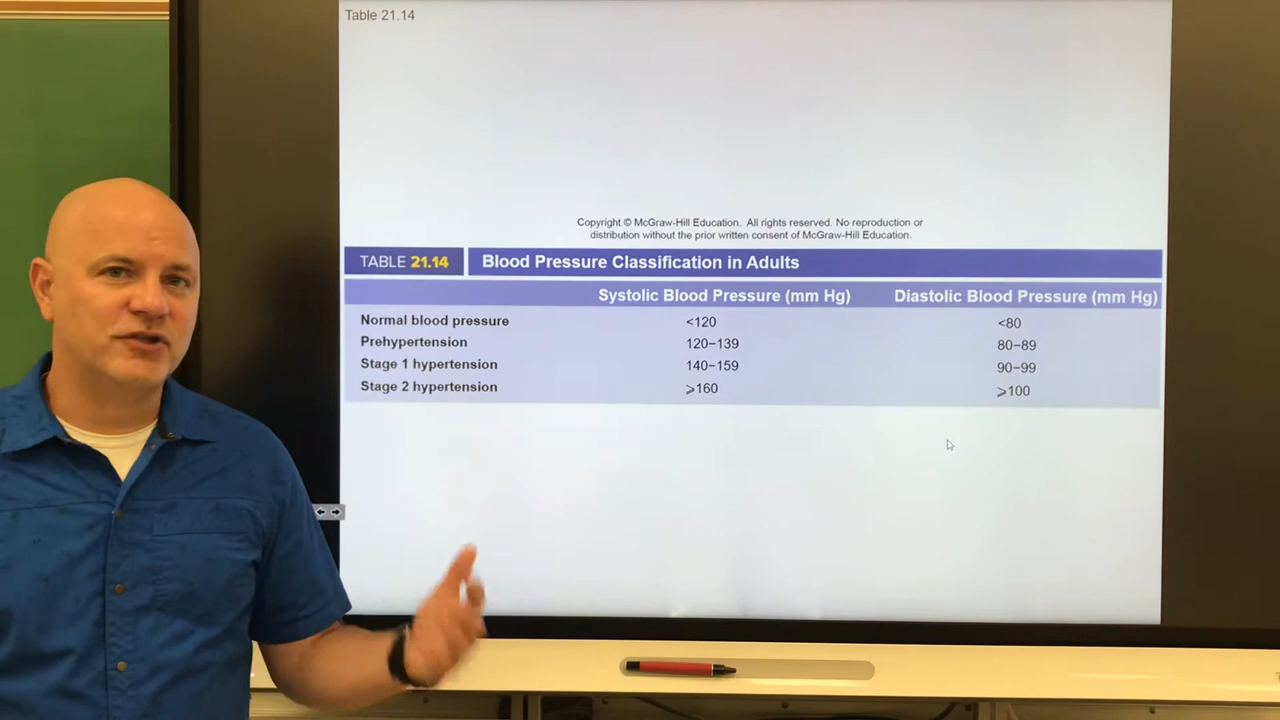 Table 21.14
Copyright © McGraw-Hill Education. All rights reserved. No reproduction or
distribution without the prior written consent of McGraw-Hill Education.
TABLE 21.14 Blood Pressure Classification in Adults
Systolic Blood Pressure (mm Hg) Diastolic Blood Pressure (mm Hg)
Normal blood pressure <120 <80
Prehypertension 120–139 80–89
Stage 1 hypertension 140–159 90–99
Stage 2 hypertension ⩾160 ⩾100